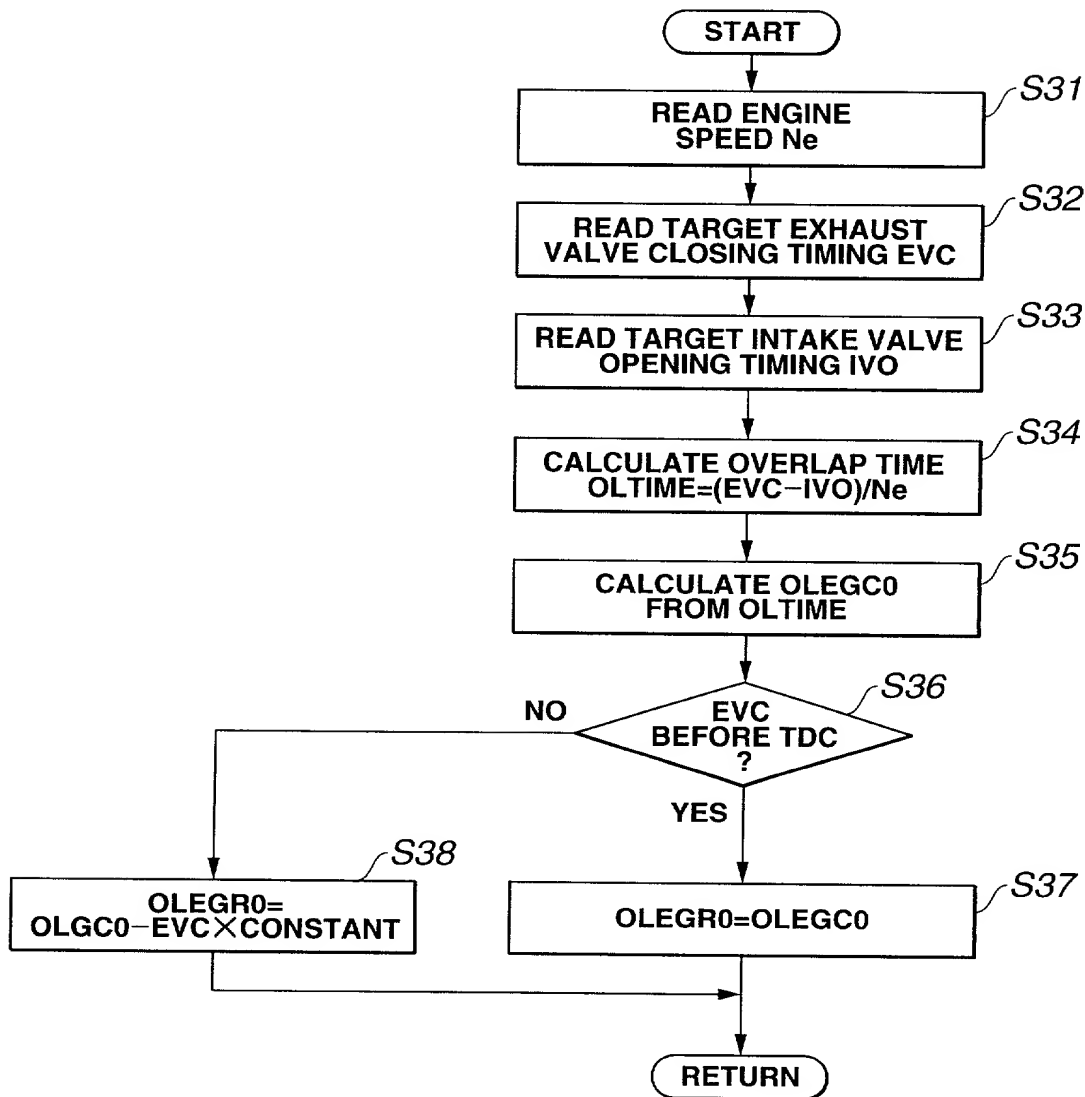 START
S31
READ ENGINE
SPEED Ne
S32
READ TARGET EXHAUST
VALVE CLOSING TIMING EVC
S33
READ TARGET INTAKE VALVE
OPENING TIMING IVO
S34
CALCULATE OVERLAP TIME
OLTIME=(EVC−IVO)/Ne
S35
CALCULATE OLEGC0
FROM OLTIME
S36
EVC
BEFORE TDC
?
NO
YES
S38
OLEGR0=
OLGC0−EVC×CONSTANT
S37
OLEGR0=OLEGC0
RETURN